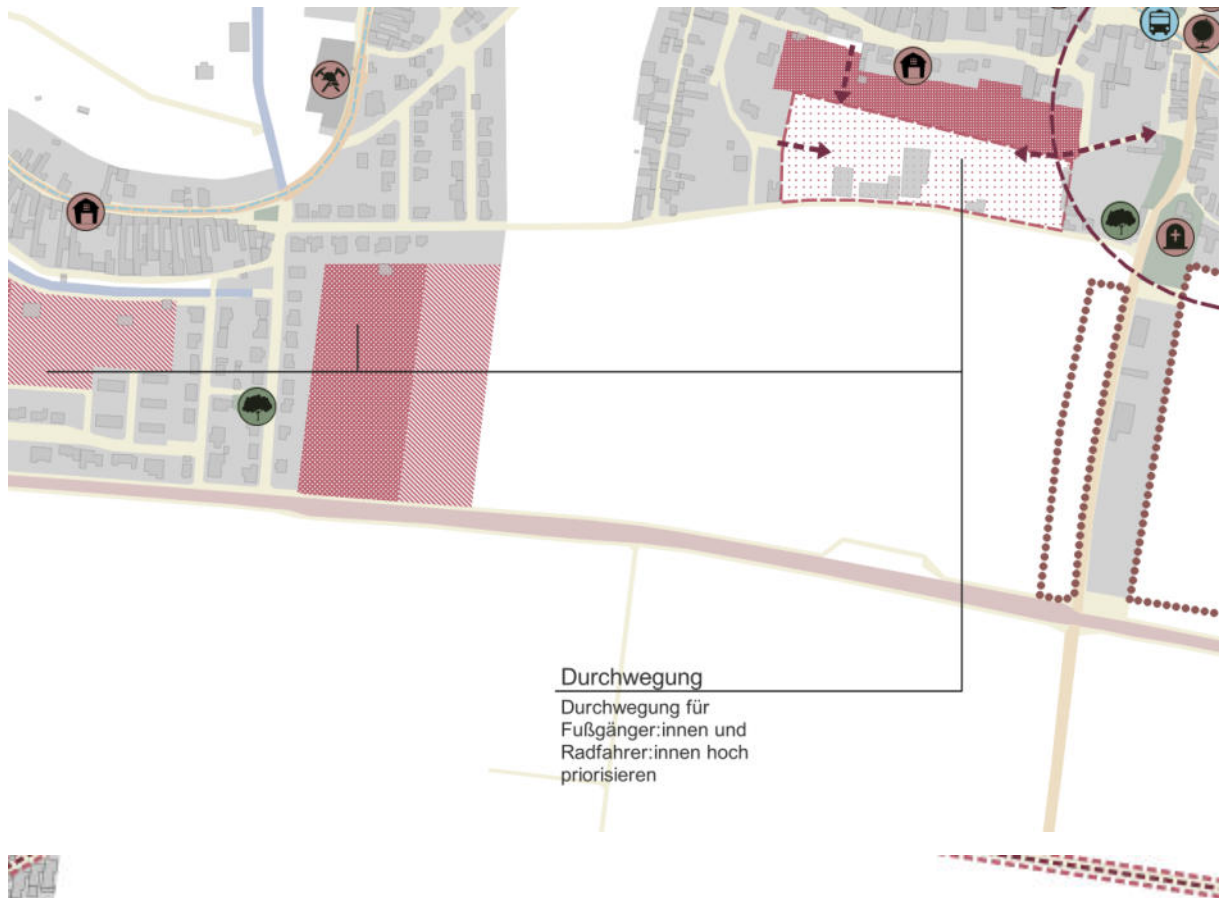 Durchwegung
Durchwegung für
Fußgänger:innen und
Radfahrer:innen hoch
priorisieren